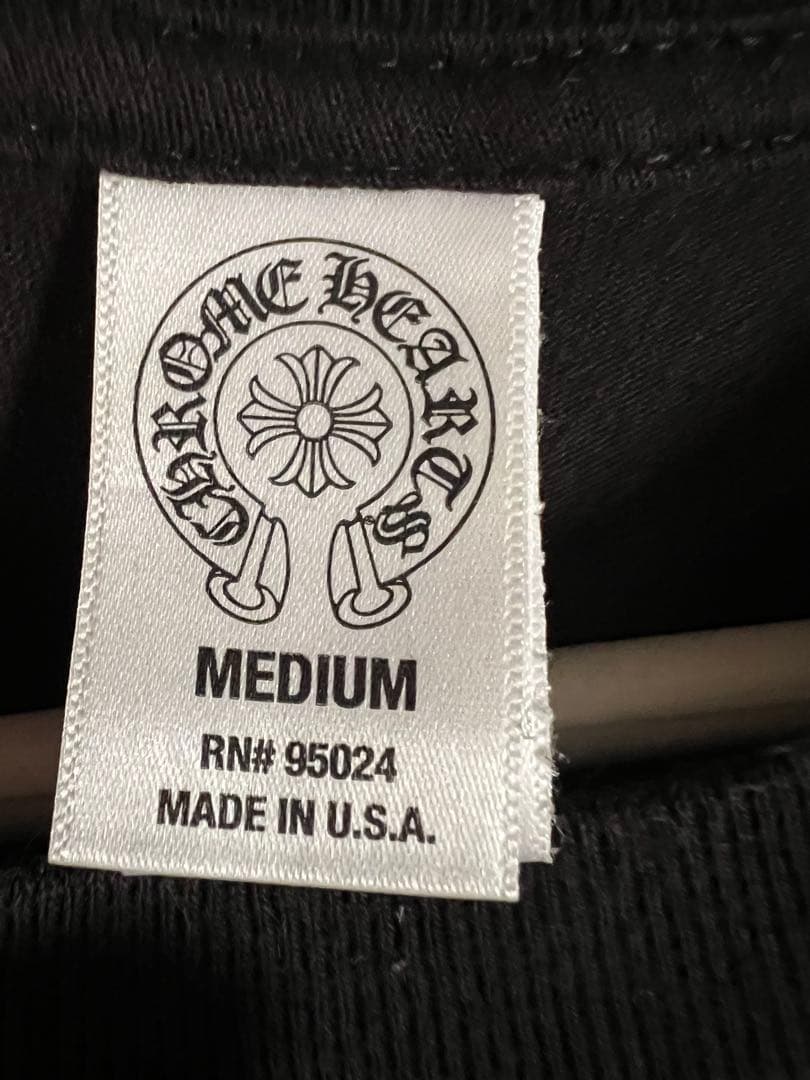 CHROME HEARTS
MEDIUM
RN# 95024
MADE IN U.S.A.